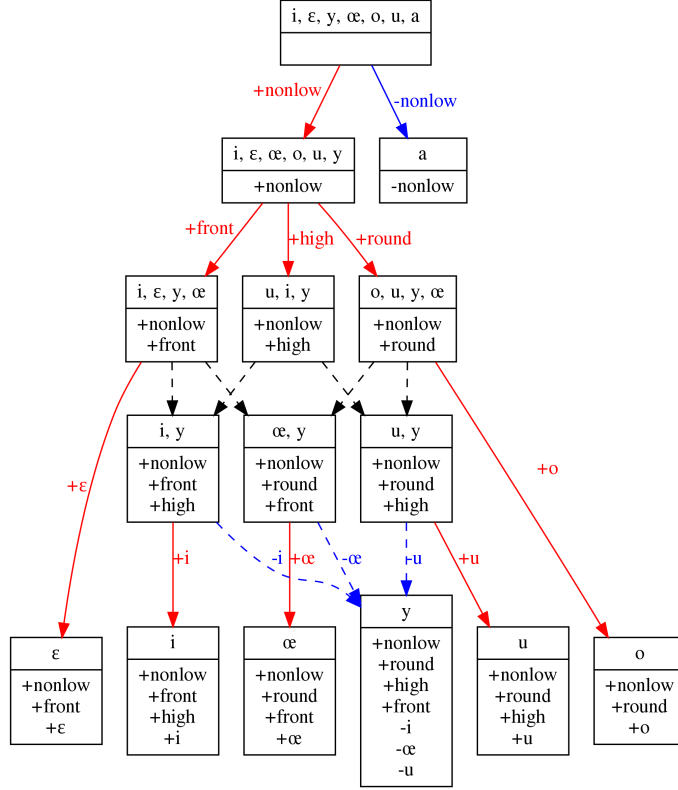 i, ɛ, y, œ, o, u, a
+nonlow
-nonlow
i, ɛ, œ, o, u, y
+nonlow
a
-nonlow
+front
+high
+round
i, ɛ, y, œ
+nonlow
+front
u, i, y
+nonlow
+high
o, u, y, œ
+nonlow
+round
i, y
+nonlow
+front
+high
œ, y
+nonlow
+round
+front
u, y
+nonlow
+round
+high
+ɛ
+o
+i
-i
+œ
-œ
-u
+u
ɛ
+nonlow
+front
+ɛ
i
+nonlow
+front
+high
+i
œ
+nonlow
+round
+front
+œ
y
+nonlow
+round
+high
+front
-i
-œ
-u
u
+nonlow
+round
+high
+u
o
+nonlow
+round
+o